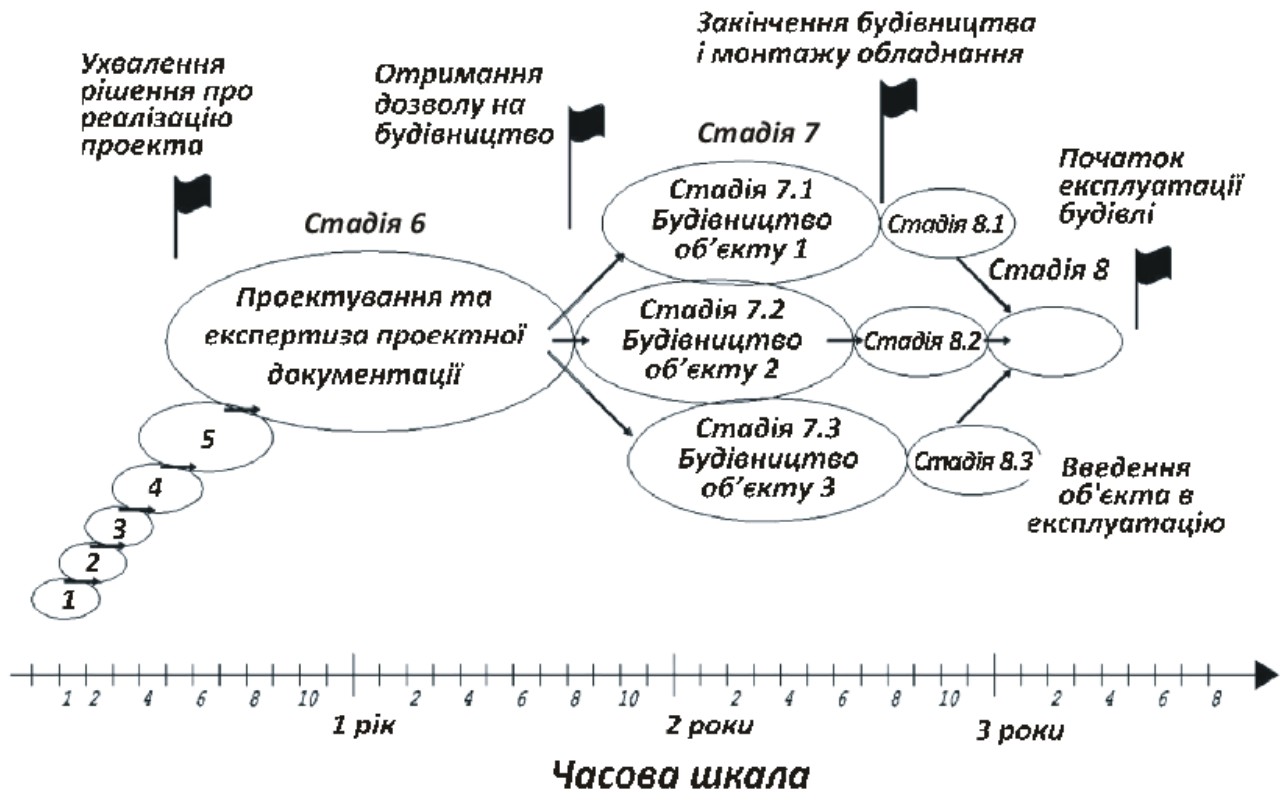 Ухвалення
рішення про
реалізацію
проекта
Отримання
дозволу на
будівництво
Закінчення будівництва
і монтажу обладнання
Початок
експлуатації
будівлі
Стадія 6
Проектування та
експертиза проектної
документації
Стадія 7
Стадія 7.1
Будівництво
об’єкту 1
Стадія 8.1
Стадія 8
Стадія 7.2
Будівництво
об’єкту 2
Стадія 8.2
Стадія 7.3
Будівництво
об’єкту 3
Стадія 8.3
Введення
об'єкта в
експлуатацію
5
4
3
2
1
1 2 4 6 8 10 2 4 6 8 10 2 4 6 8 10 2 4 6 8
1 рік 2 роки 3 роки
Часова шкала